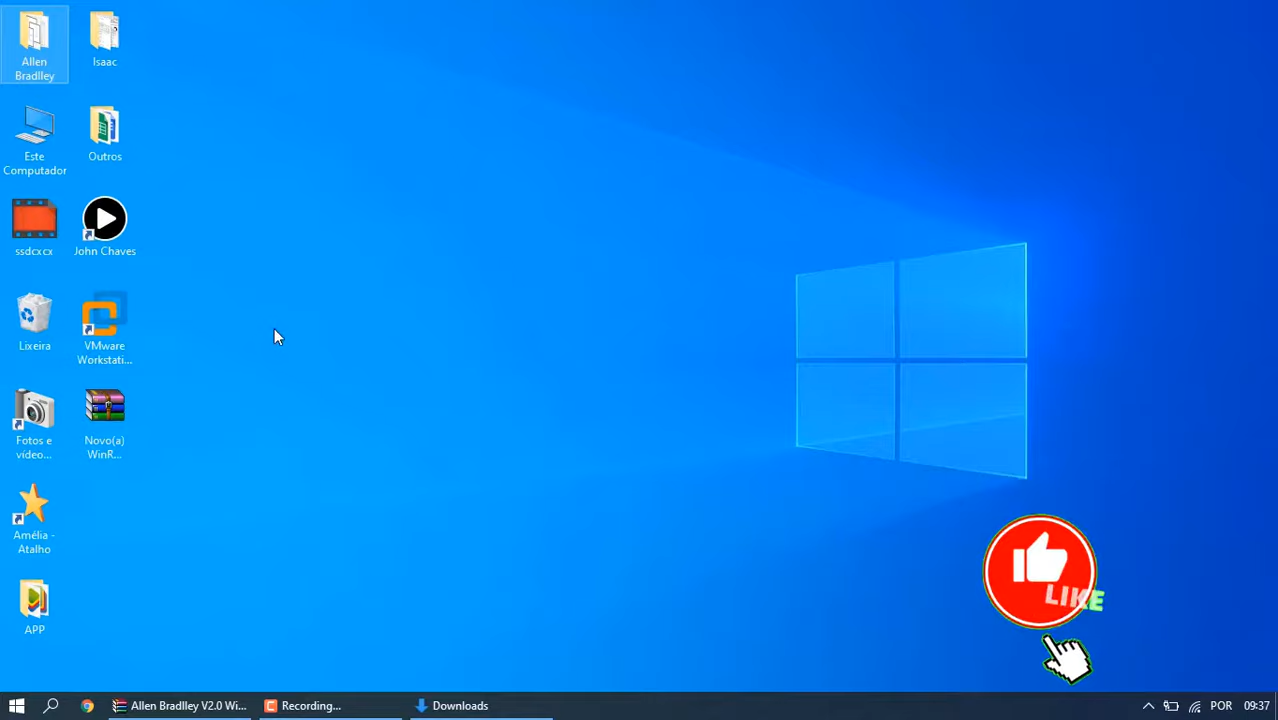 Allen
Bradlley
Isaac
Este
Computador
Outros
ssdcxcx
John Chaves
Lixeira
VMware
Workstati...
Fotos e
vídeo...
Novo(a)
WinR...
Amélia -
Atalho
APP
LIKE
Allen Bradlley V2.0 Wi...
Recording...
Downloads
POR
09:37